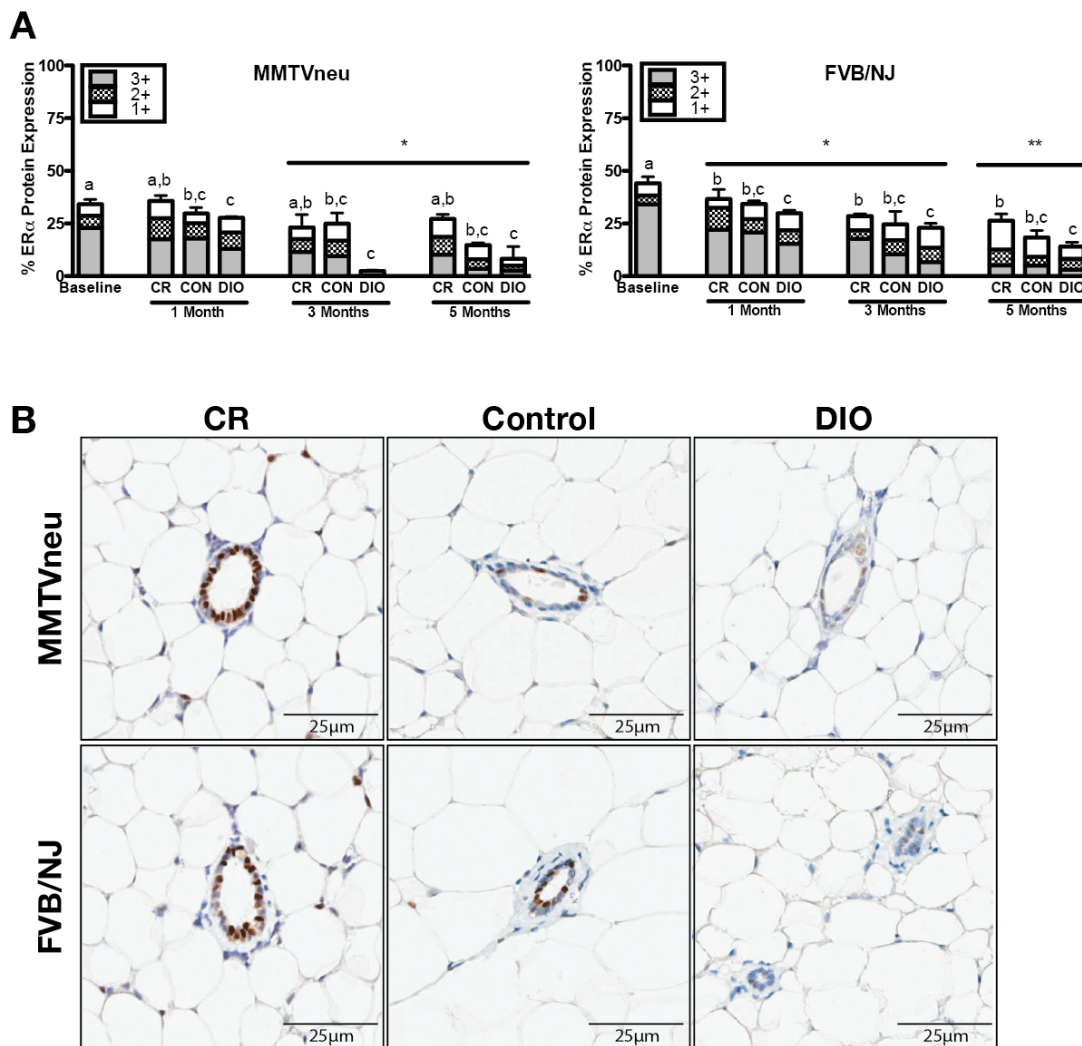 A
MMTVneu
% ERα Protein Expression
100
75
50
25
0
3+
2+
1+
a
a,b
b,c
c
*
a,b
b,c
c
a,b
b,c
c
Baseline
CR CON DIO
1 Month
CR CON DIO
3 Months
CR CON DIO
5 Months
FVB/NJ
% ERα Protein Expression
100
75
50
25
0
3+
2+
1+
a
*
b
b
c
b
b,c
c
**
b
b,c
c
Baseline
CR CON DIO
1 Month
CR CON DIO
3 Months
CR CON DIO
5 Months
B
CR Control DIO
MMTVneu
25μm 25μm 25μm
FVB/NJ
25μm 25μm 25μm